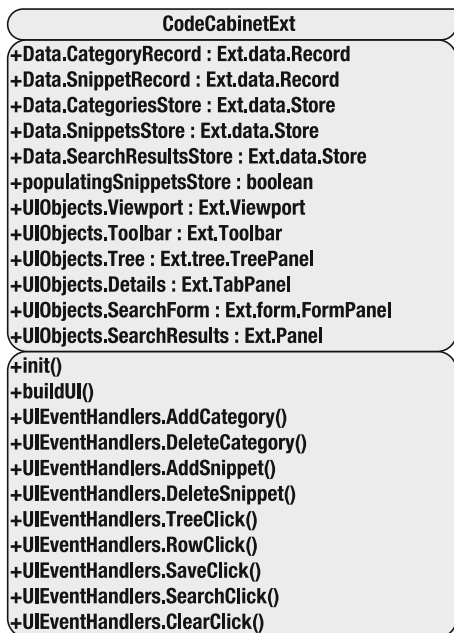 CodeCabinetExt
+Data.CategoryRecord : Ext.data.Record
+Data.SnippetRecord : Ext.data.Record
+Data.CategoriesStore : Ext.data.Store
+Data.SnippetsStore : Ext.data.Store
+Data.SearchResultsStore : Ext.data.Store
+populatingSnippetsStore : boolean
+UIObjects.Viewport : Ext.Viewport
+UIObjects.Toolbar : Ext.Toolbar
+UIObjects.Tree : Ext.tree.TreePanel
+UIObjects.Details : Ext.TabPanel
+UIObjects.SearchForm : Ext.form.FormPanel
+UIObjects.SearchResults : Ext.Panel
+init()
+buildUI()
+UIEventHandlers.AddCategory()
+UIEventHandlers.DeleteCategory()
+UIEventHandlers.AddSnippet()
+UIEventHandlers.DeleteSnippet()
+UIEventHandlers.TreeClick()
+UIEventHandlers.RowClick()
+UIEventHandlers.SaveClick()
+UIEventHandlers.SearchClick()
+UIEventHandlers.ClearClick()